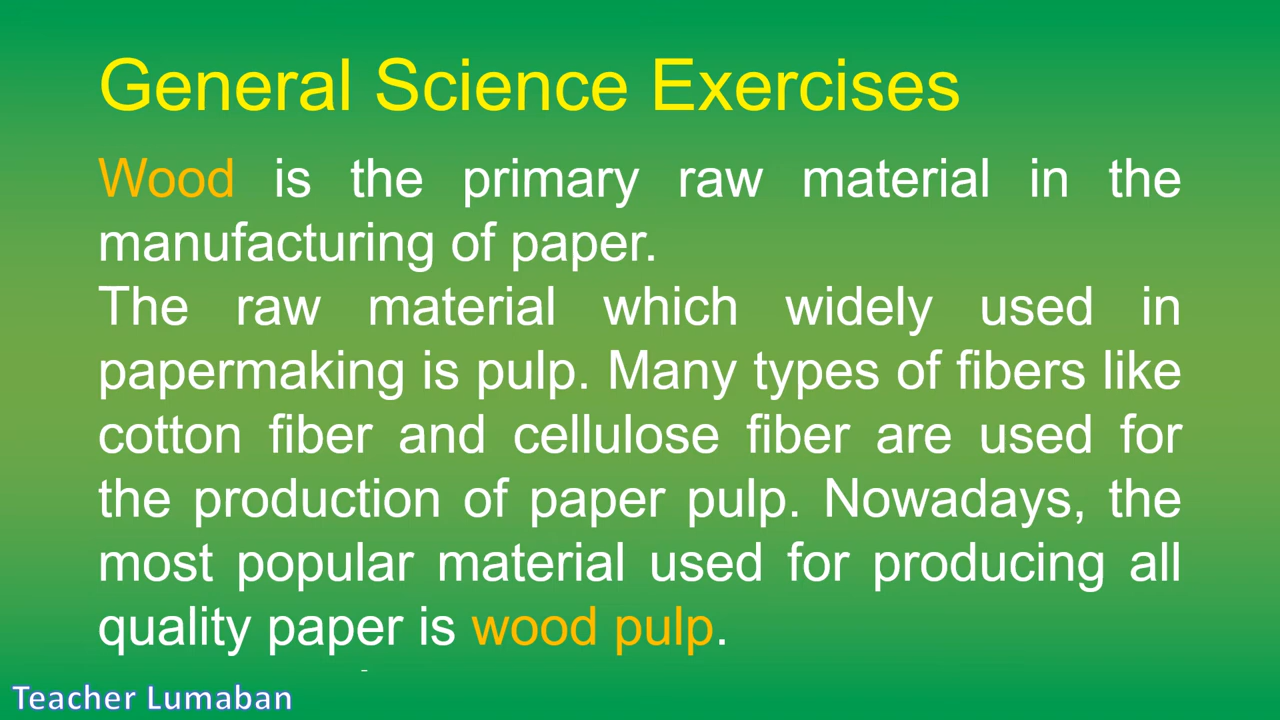 General Science Exercises
Wood is the primary raw material in the
manufacturing of paper.
The raw material which widely used in
papermaking is pulp. Many types of fibers like
cotton fiber and cellulose fiber are used for
the production of paper pulp. Nowadays, the
most popular material used for producing all
quality paper is wood pulp.
Teacher Lumaban